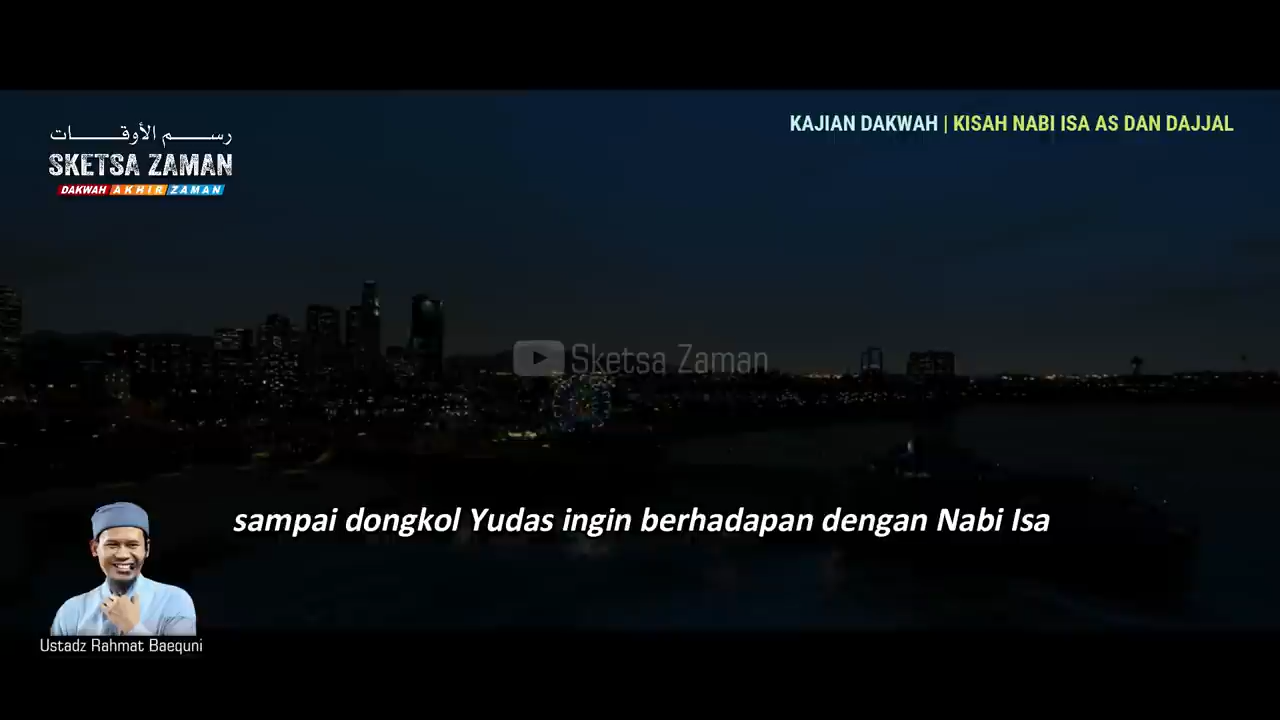 رسم الأوقات
SKETSA ZAMAN
DAKWAH AKHIR ZAMAN
KAJIAN DAKWAH | KISAH NABI ISA AS DAN DAJJAL
Sketsa Zaman
sampai dongkol Yudas ingin berhadapan dengan Nabi Isa
Ustadz Rahmat Baequni